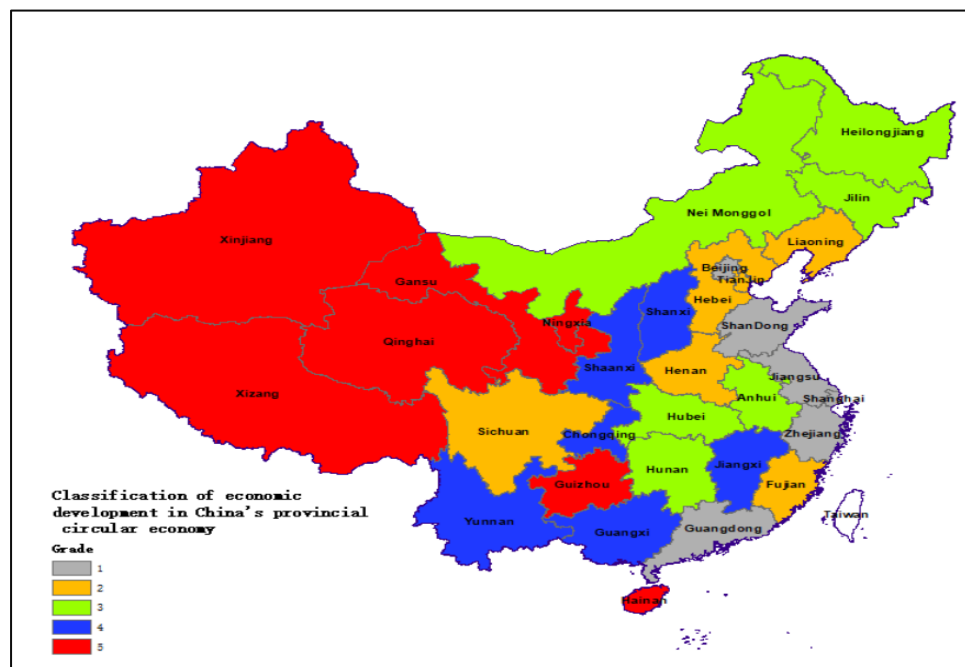 Heilongjiang
Jilin
Nei Monggol
Liaoning
Xinjiang
Beijing
TianJin
Gansu
Hebei
Shanxi
Ningxia
ShanDong
Qinghai
Shaanxi
Henan
Jiangsu
Xizang
Anhui
Shanghai
Hubei
Sichuan
Chongqing
Zhejiang
Hunan
Jiangxi
Guizhou
Fujian
Classification of economic
development in China's provincial
circular economy
Yunnan
Guangxi
Guangdong
Taiwan
Grade
1
2
3
4
5
Hainan